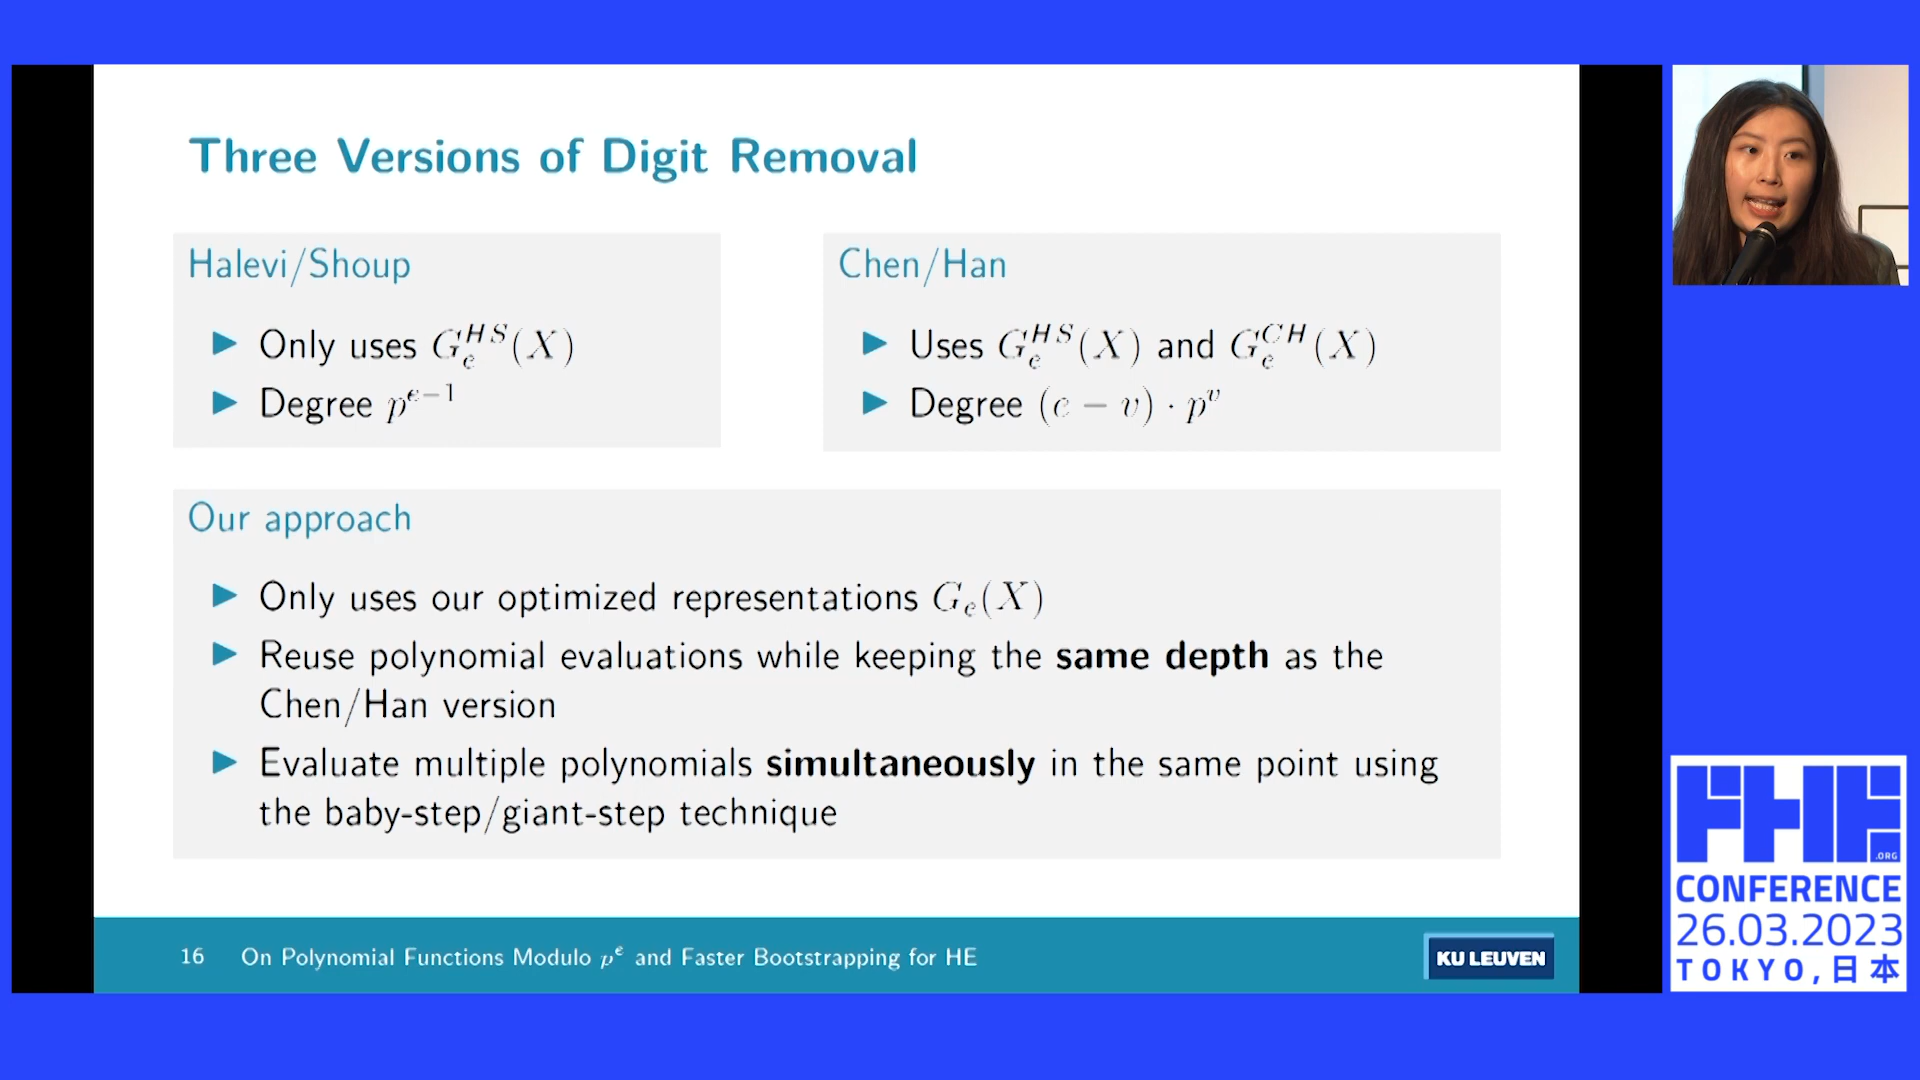 Three Versions of Digit Removal
Halevi/Shoup
Only uses $G_e^{HS}(X)$
Degree $p^{e-1}$
Chen/Han
Uses $G_e^{HS}(X)$ and $G_e^{CH}(X)$
Degree $(e-v) \cdot p^v$
Our approach
Only uses our optimized representations $G_e(X)$
Reuse polynomial evaluations while keeping the same depth as the
Chen/Han version
Evaluate multiple polynomials simultaneously in the same point using
the baby-step/giant-step technique
16 On Polynomial Functions Modulo $p^e$ and Faster Bootstrapping for HE
KU LEUVEN
FHE
.ORG
CONFERENCE
26.03.2023
TOKYO,日本